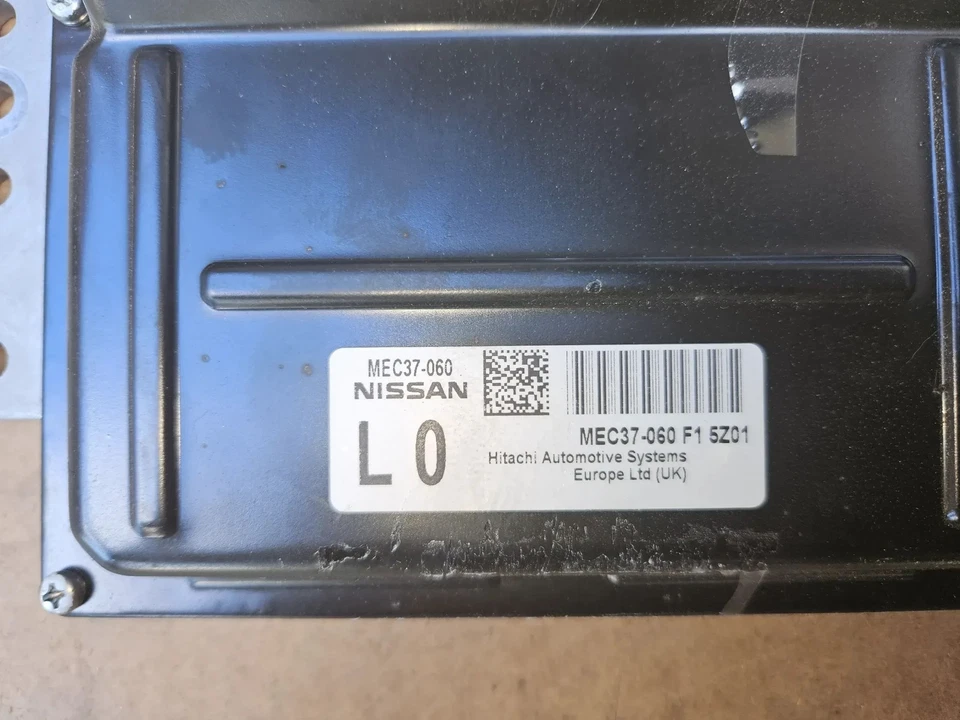 MEC37-060
NISSAN
L 0
MEC37-060 F1 5Z01
Hitachi Automotive Systems
Europe Ltd (UK)